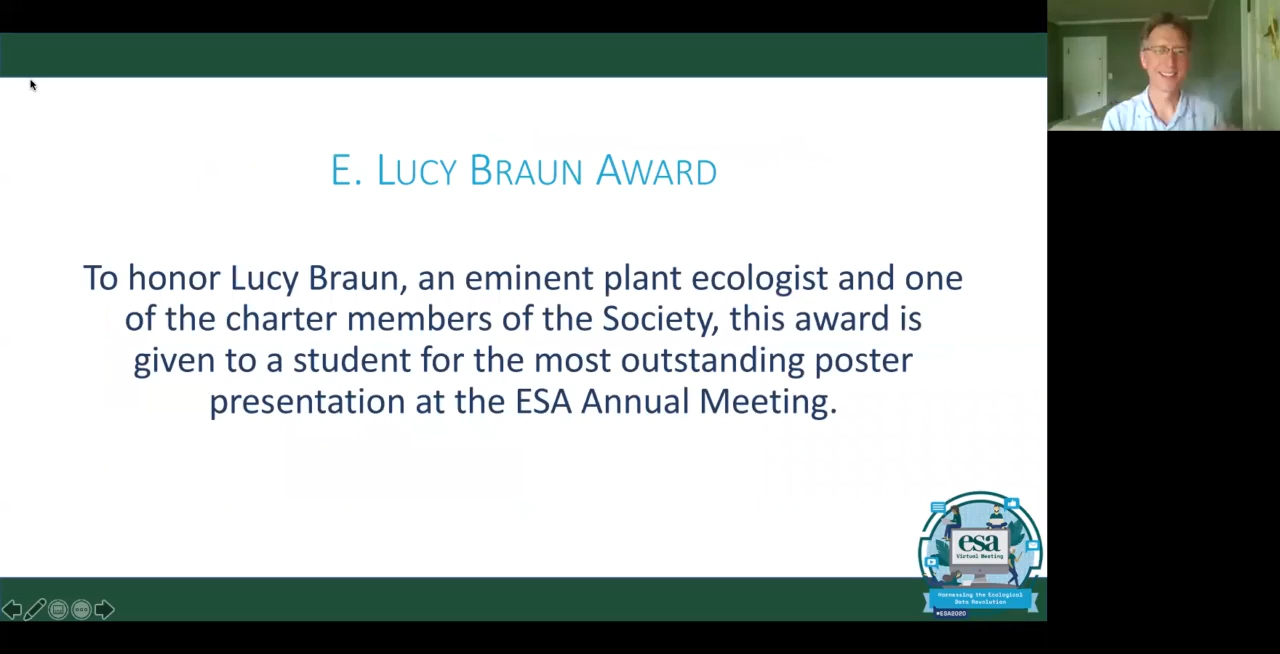 E. LUCY BRAUN AWARD
To honor Lucy Braun, an eminent plant ecologist and one
of the charter members of the Society, this award is
given to a student for the most outstanding poster
presentation at the ESA Annual Meeting.
esa
Virtual Meeting
Harnessing the Ecological
Data Revolution
#ESA2020